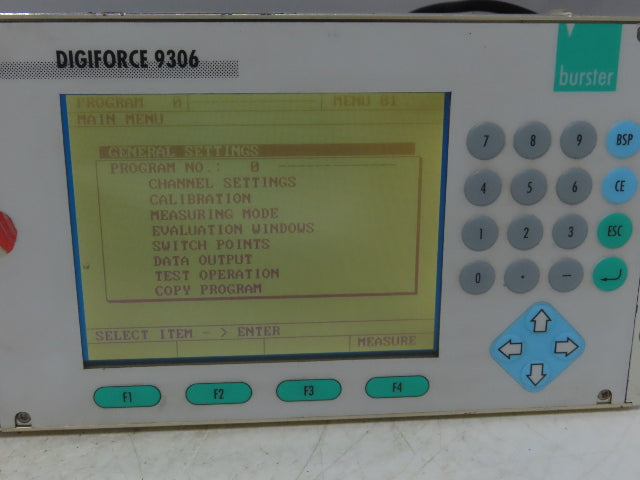 DIGIFORCE 9306
burster
PROGRAM 0 MENU 01
MAIN MENU
GENERAL SETTINGS
PROGRAM NO.: 0
CHANNEL SETTINGS
CALIBRATION
MEASURING MODE
EVALUATION WINDOWS
SWITCH POINTS
DATA OUTPUT
TEST OPERATION
COPY PROGRAM
SELECT ITEM - > ENTER
MEASURE
7 8 9 BSP
4 5 6 CE
1 2 3 ESC
0 . -
F1 F2 F3 F4